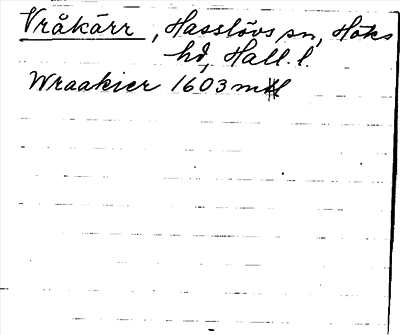 Vråkärr, Hasslövs sn, Höks
hd, Hall. l.
Wraakier 1603